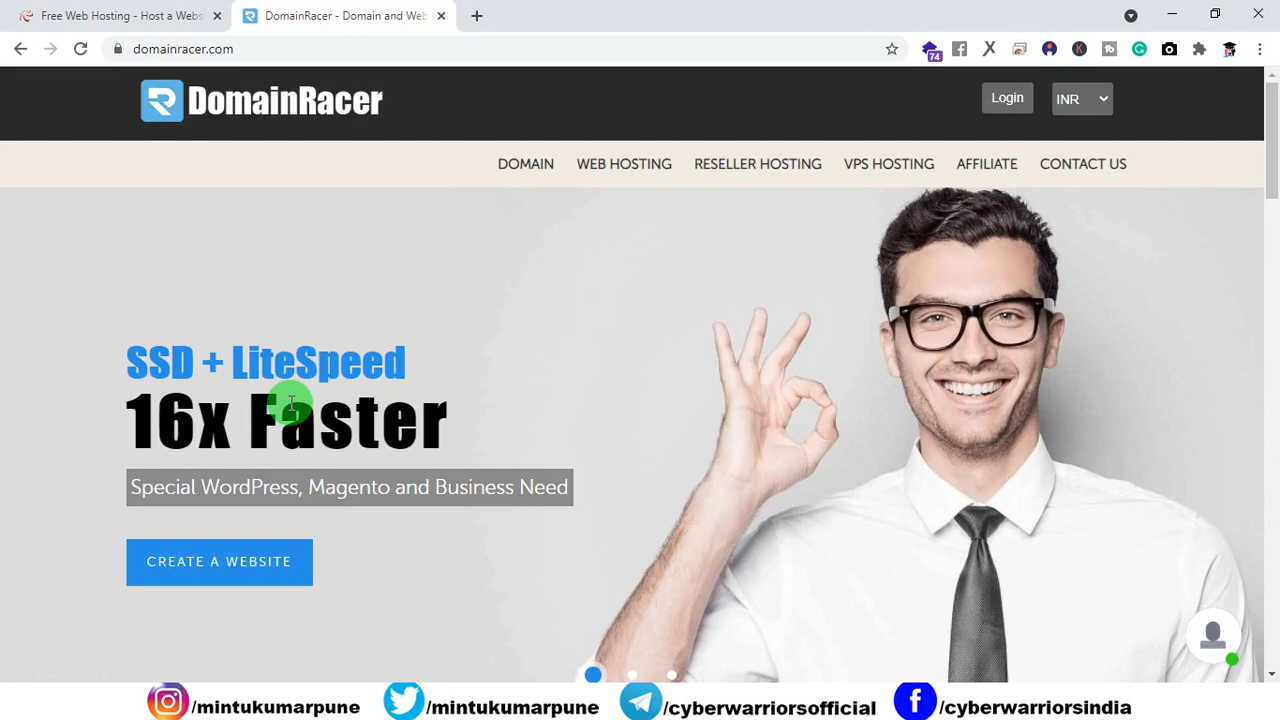 Free Web Hosting - Host a Webs
DomainRacer - Domain and Web
domainracer.com
74
DomainRacer
Login
INR
DOMAIN
WEB HOSTING
RESELLER HOSTING
VPS HOSTING
AFFILIATE
CONTACT US
SSD + LiteSpeed
16x Faster
Special WordPress, Magento and Business Need
CREATE A WEBSITE
/mintukumarpune
/mintukumarpune
/cyberwarriorsofficial
/cyberwarriorsindia